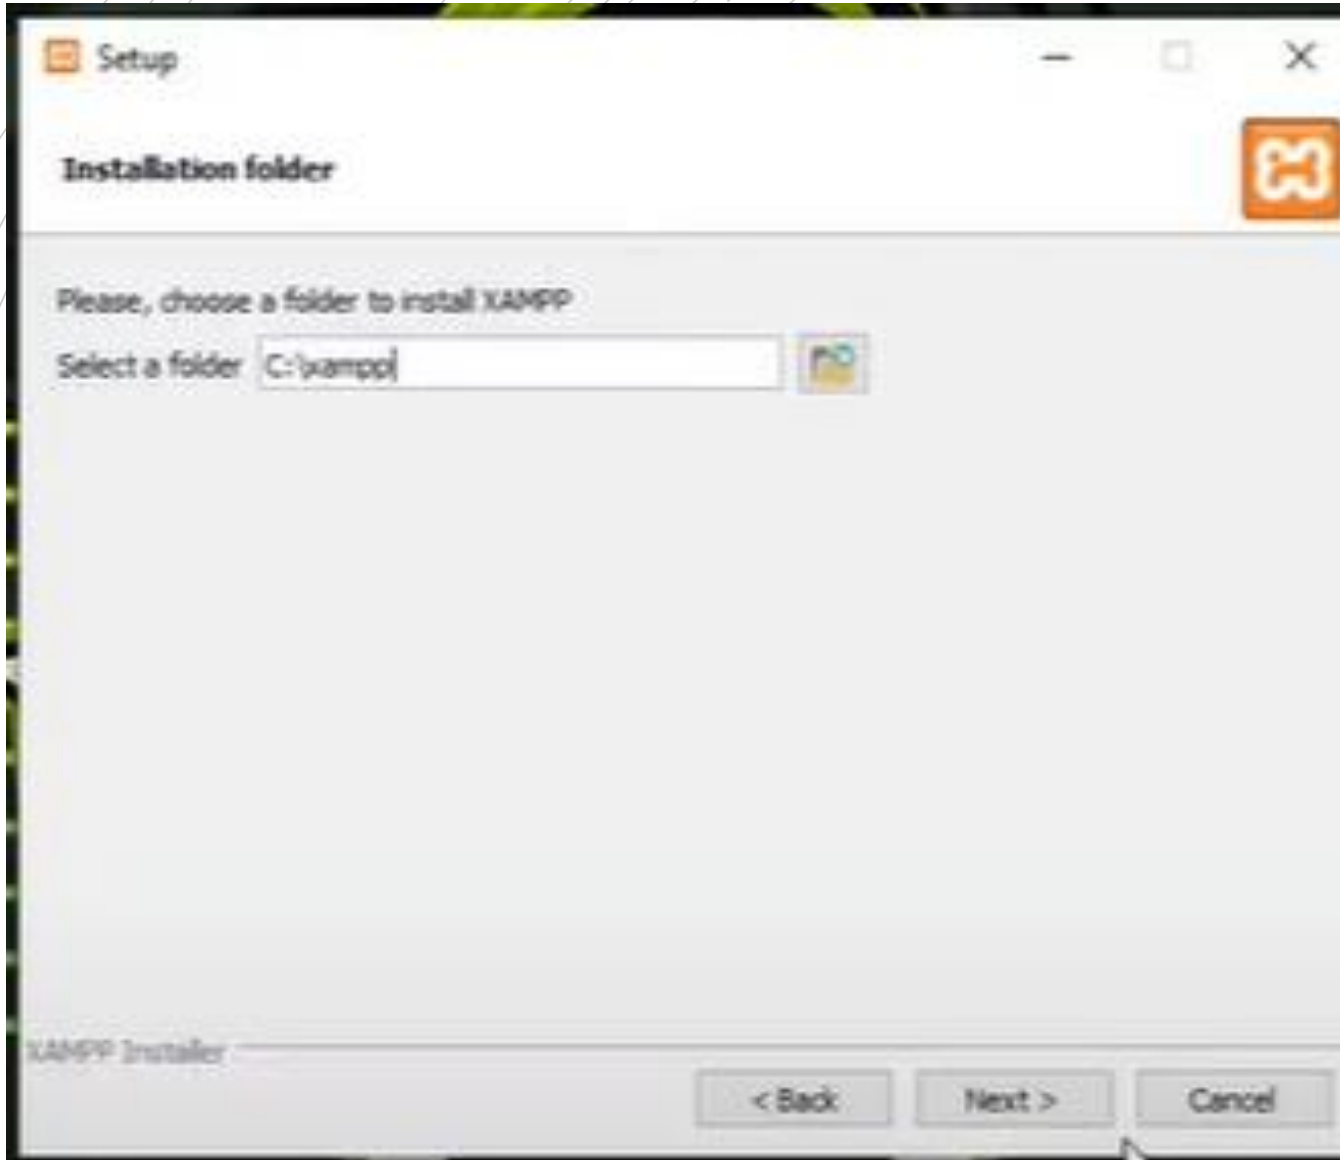 Setup
Installation folder
Please, choose a folder to install XAMPP
Select a folder C:\xampp
XAMPP Installer
< Back Next > Cancel